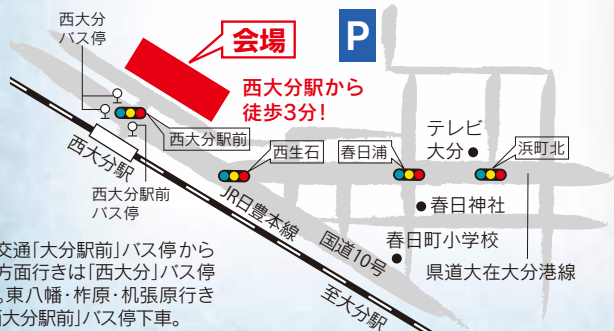 西大分
バス停
会場
P
西大分駅から
徒歩3分!
西大分駅前
西生石
春日浦
テレビ
大分
浜町北
西大分駅
西大分駅前
バス停
JR日豊本線
国道10号
春日神社
春日町小学校
県道大在大分港線
至大分駅
交通「大分駅前」バス停から
方面行きは「西大分」バス停
。東八幡・柞原・机張原行き
西大分駅前」バス停下車。